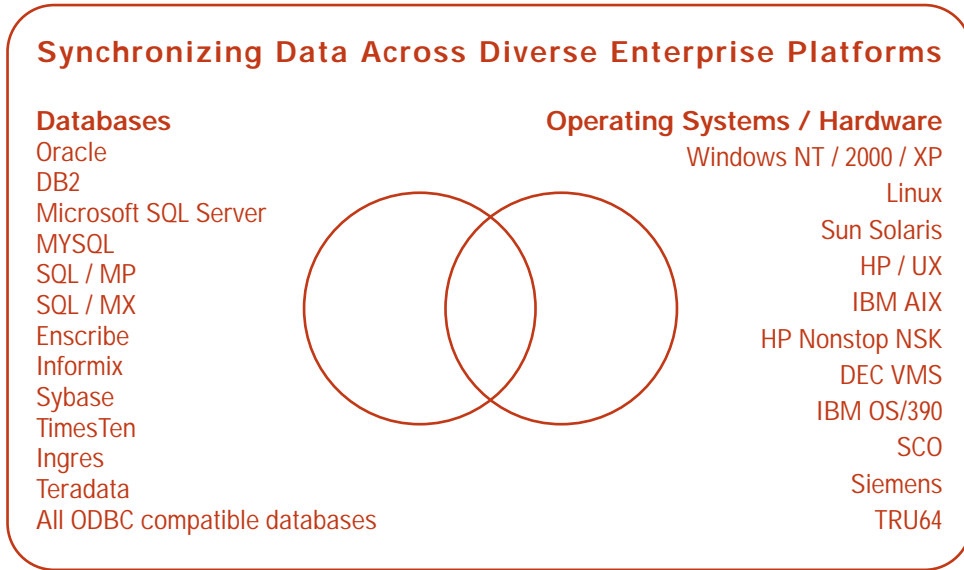 Synchronizing Data Across Diverse Enterprise Platforms
Databases
Oracle
DB2
Microsoft SQL Server
MYSQL
SQL / MP
SQL / MX
Enscribe
Informix
Sybase
TimesTen
Ingres
Teradata
All ODBC compatible databases
Operating Systems / Hardware
Windows NT / 2000 / XP
Linux
Sun Solaris
HP / UX
IBM AIX
HP Nonstop NSK
DEC VMS
IBM OS/390
SCO
Siemens
TRU64